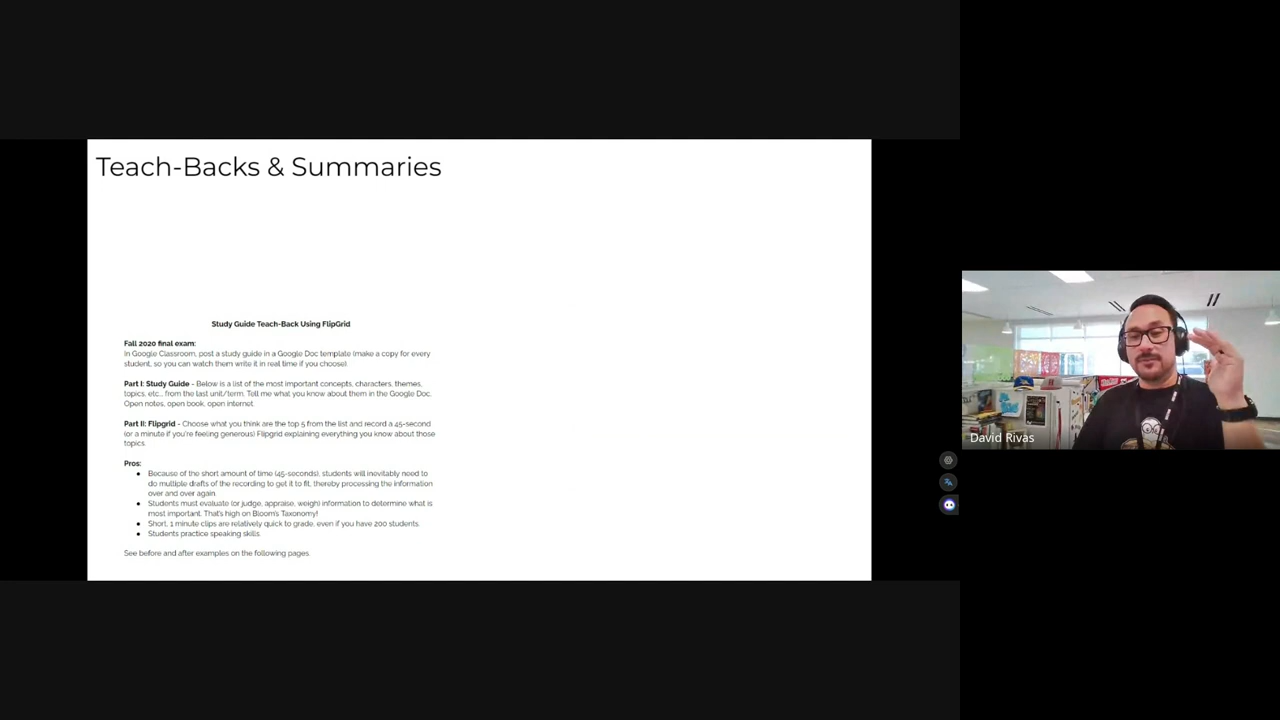 Teach-Backs & Summaries
Study Guide Teach-Back Using FlipGrid
Fall 2020 final exam:
In Google Classroom, post a study guide in a Google Doc template (make a copy for every
student, so you can watch them write it in real time if you choose).
Part I: Study Guide - Below is a list of the most important concepts, characters, themes,
topics, etc., from the last unit/term. Tell me what you know about them in the Google Doc.
Open notes, open book, open internet.
Part II: Flipgrid - Choose what you think are the top 5 from the list and record a 45-second
(or a minute if you're feeling generous) Flipgrid explaining everything you know about those
topics.
Pros:
● Because of the short amount of time (45-seconds), students will inevitably need to
do multiple drafts of the recording to get it to fit, thereby processing the information
over and over again.
● Students must evaluate (or judge, appraise, weigh) information to determine what is
most important. That's high on Bloom's Taxonomy!
● Short, 1 minute clips are relatively quick to grade, even if you have 200 students.
● Students practice speaking skills.
See before and after examples on the following pages.
David Rivas